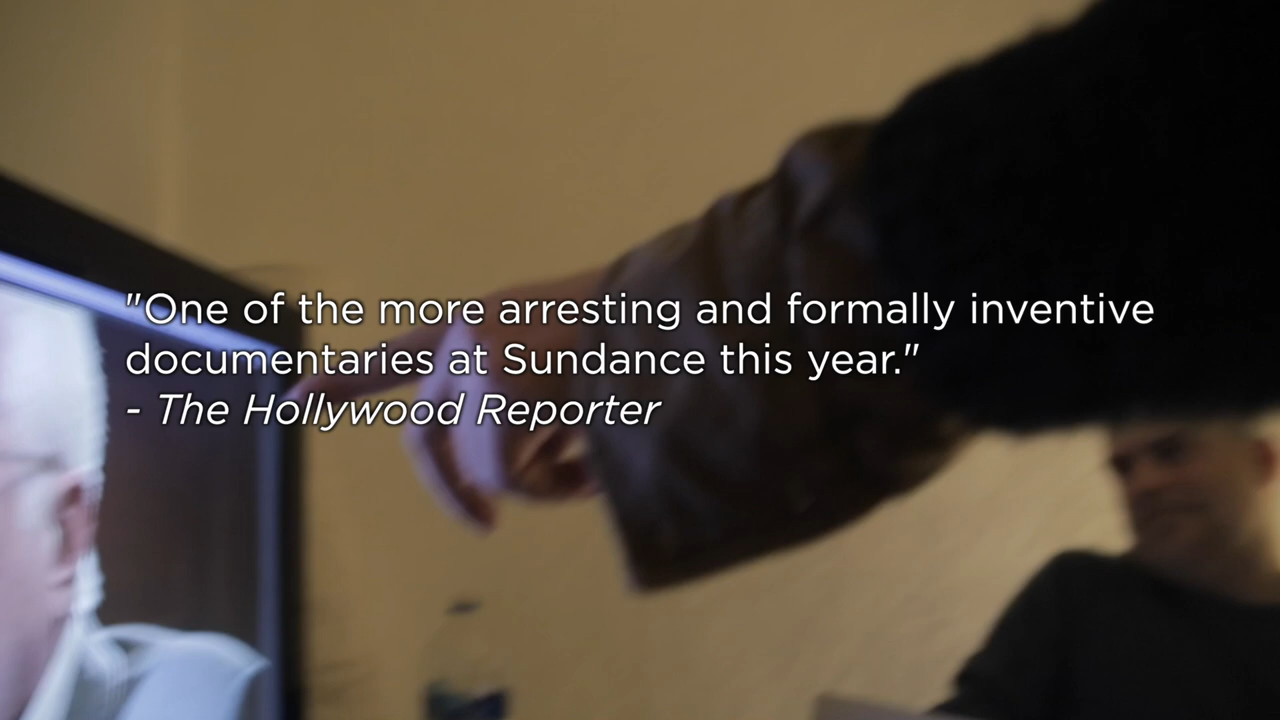 "One of the more arresting and formally inventive
documentaries at Sundance this year."
- The Hollywood Reporter